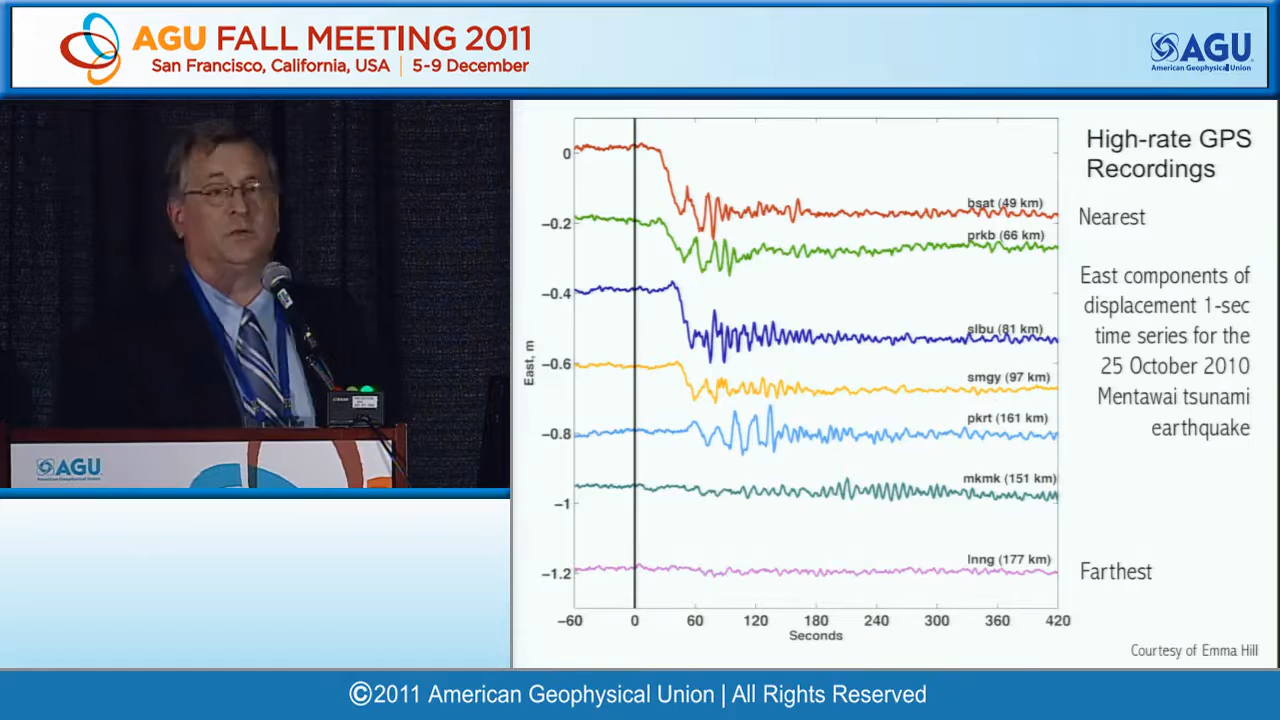 AGU FALL MEETING 2011
San Francisco, California, USA | 5-9 December
AGU
American Geophysical Union
High-rate GPS
Recordings
Nearest
East components of
displacement 1-sec
time series for the
25 October 2010
Mentawai tsunami
earthquake
Farthest
Courtesy of Emma Hill
East, m
0
−0.2
−0.4
−0.6
−0.8
−1
−1.2
bsat (49 km)
prkb (66 km)
slbu (81 km)
smgy (97 km)
pkrt (161 km)
mkmk (151 km)
lnng (177 km)
−60 0 60 120 180 240 300 360 420
Seconds
AGU
American Geophysical Union
©2011 American Geophysical Union | All Rights Reserved